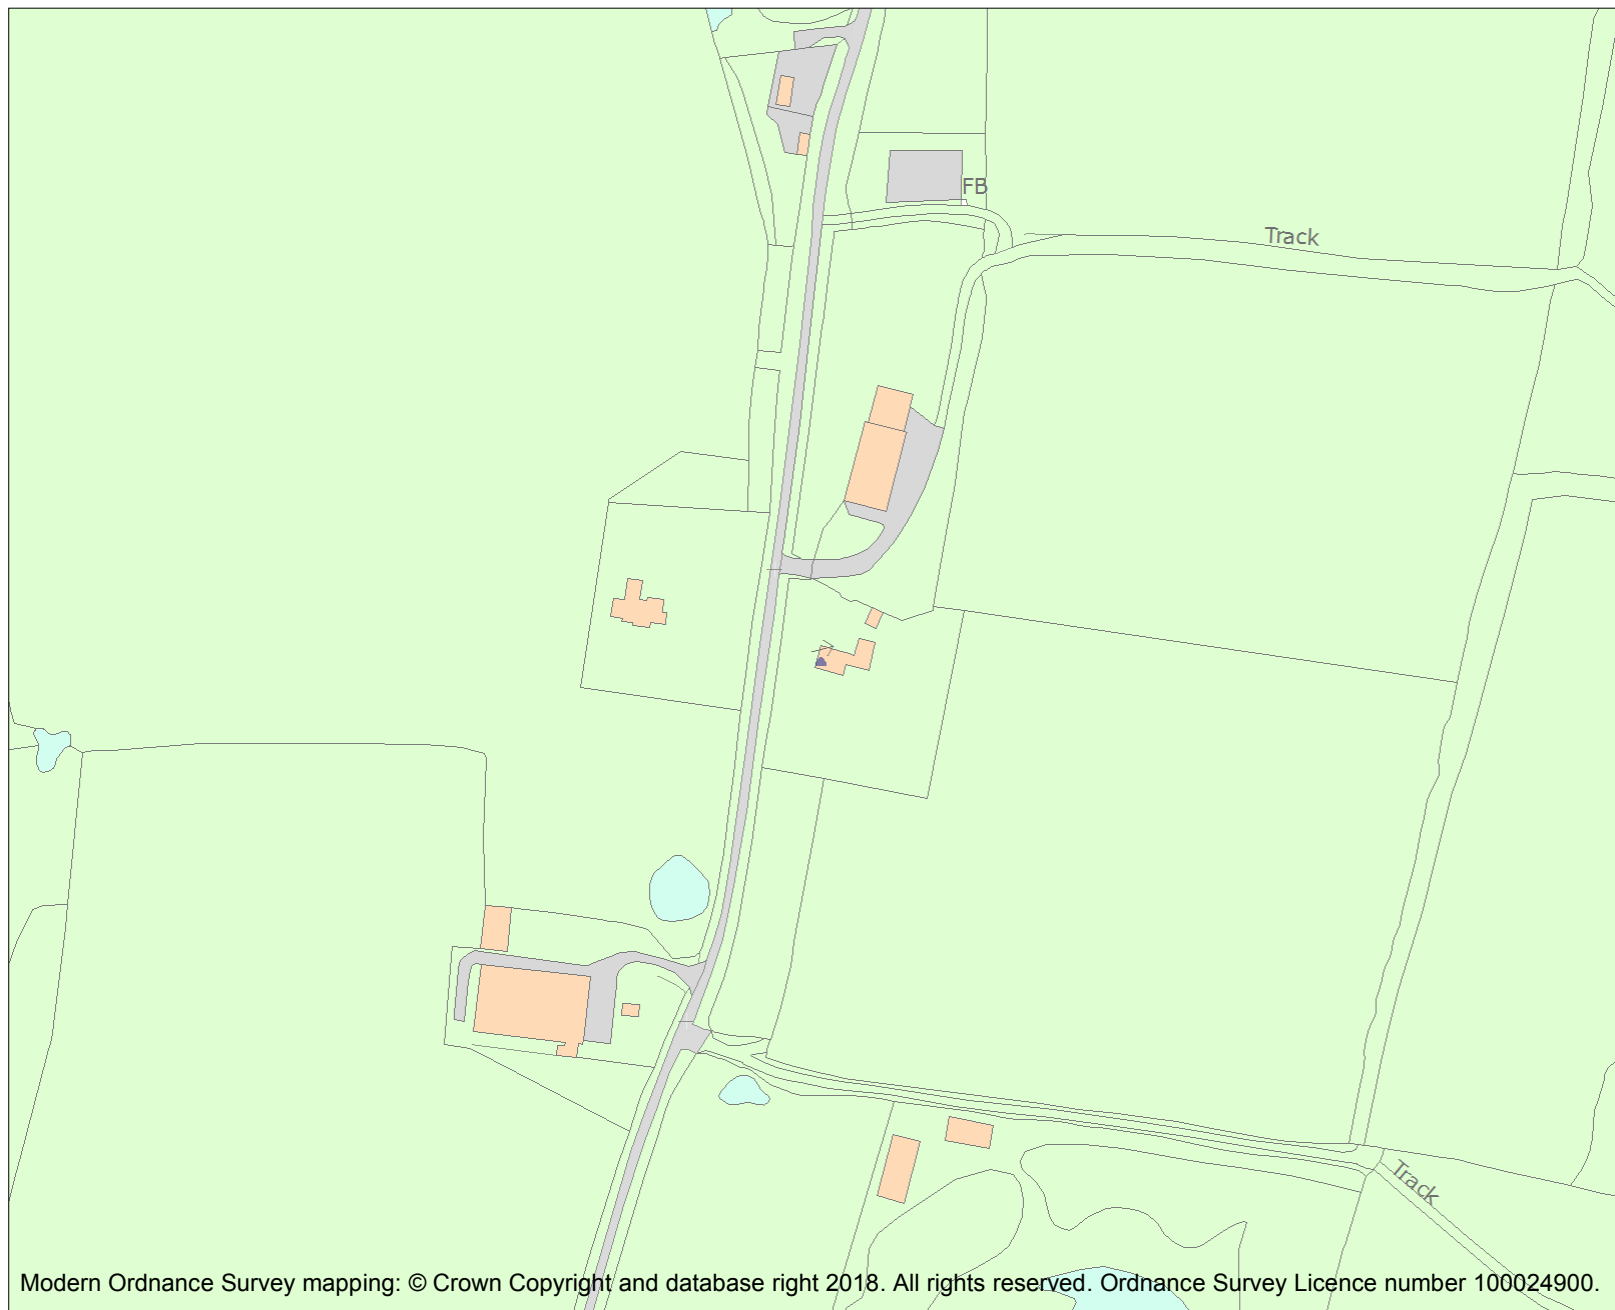 FB
Track
Track
Modern Ordnance Survey mapping: © Crown Copyright and database right 2018. All rights reserved. Ordnance Survey Licence number 100024900.